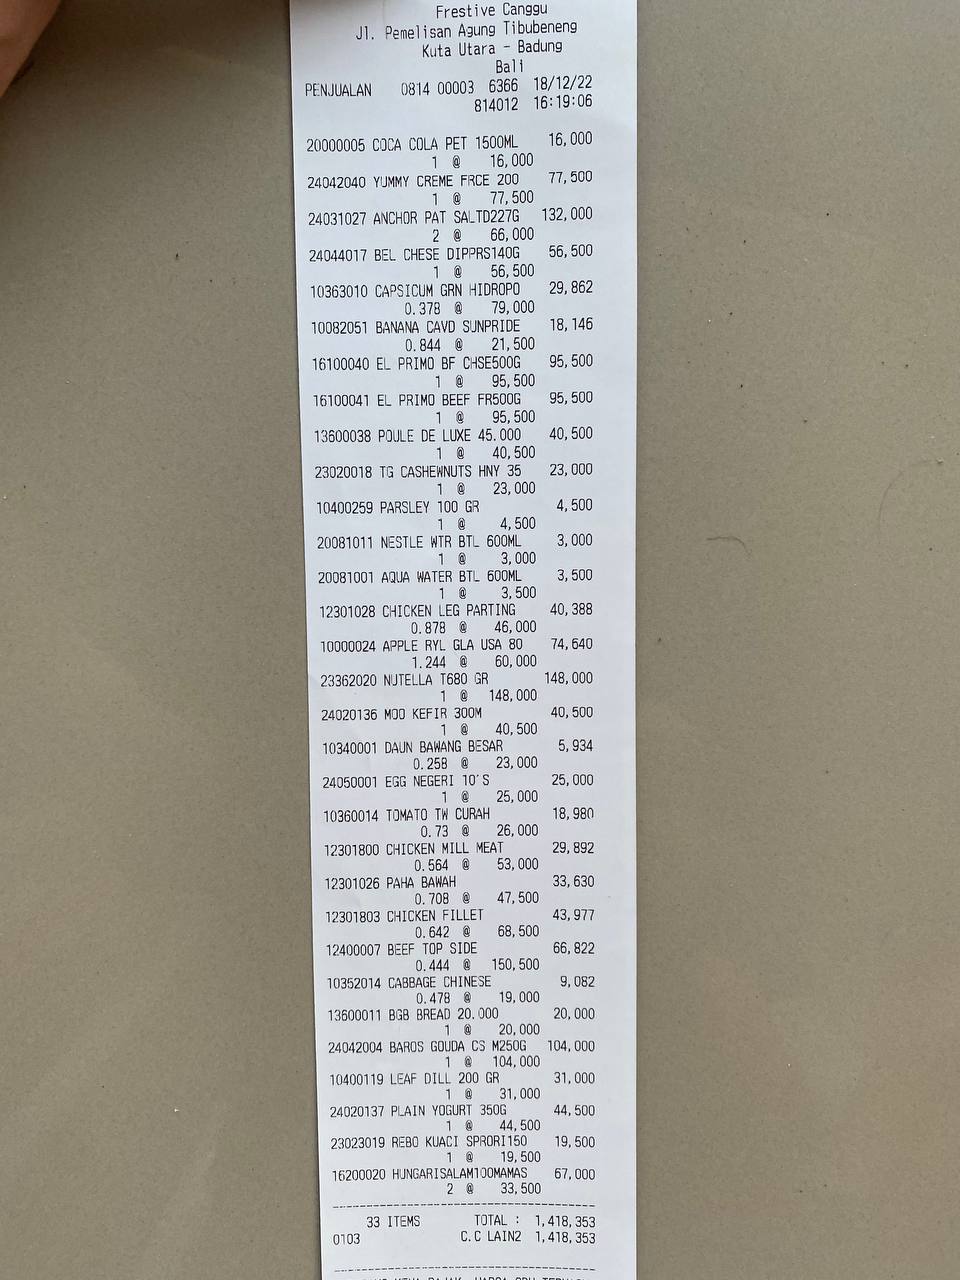 Frestive Canggu
Jl. Pemelisan Agung Tibubeneng
Kuta Utara - Badung
Bali
PENJUALAN 0814 00003 6366 18/12/22
814012 16:19:06
20000005 COCA COLA PET 1500ML 16,000
1 @ 16,000
24042040 YUMMY CREME FRCE 200 77,500
1 @ 77,500
24031027 ANCHOR PAT SALTD227G 132,000
2 @ 66,000
24044017 BEL CHESE DIPPRS140G 56,500
1 @ 56,500
10363010 CAPSICUM GRN HIDROPO 29,862
0.378 @ 79,000
10082051 BANANA CAVD SUNPRIDE 18,146
0.844 @ 21,500
16100040 EL PRIMO BF CHSE500G 95,500
1 @ 95,500
16100041 EL PRIMO BEEF FR500G 95,500
1 @ 95,500
13600038 POULE DE LUXE 45.000 40,500
1 @ 40,500
23020018 TG CASHEWNUTS HNY 35 23,000
1 @ 23,000
10400259 PARSLEY 100 GR 4,500
1 @ 4,500
20081011 NESTLE WTR BTL 600ML 3,000
1 @ 3,000
20081001 AQUA WATER BTL 600ML 3,500
1 @ 3,500
12301028 CHICKEN LEG PARTING 40,388
0.878 @ 46,000
10000024 APPLE RYL GLA USA 80 74,640
1.244 @ 60,000
23362020 NUTELLA T680 GR 148,000
1 @ 148,000
24020136 MOO KEFIR 300M 40,500
1 @ 40,500
10340001 DAUN BAWANG BESAR 5,934
0.258 @ 23,000
24050001 EGG NEGERI 10'S 25,000
1 @ 25,000
10360014 TOMATO TW CURAH 18,980
0.73 @ 26,000
12301800 CHICKEN MILL MEAT 29,892
0.564 @ 53,000
12301026 PAHA BAWAH 33,630
0.708 @ 47,500
12301803 CHICKEN FILLET 43,977
0.642 @ 68,500
12400007 BEEF TOP SIDE 66,822
0.444 @ 150,500
10352014 CABBAGE CHINESE 9,082
0.478 @ 19,000
13600011 BGB BREAD 20.000 20,000
1 @ 20,000
24042004 BAROS GOUDA CS M250G 104,000
1 @ 104,000
10400119 LEAF DILL 200 GR 31,000
1 @ 31,000
24020137 PLAIN YOGURT 350G 44,500
1 @ 44,500
23023019 REBO KUACI SPRORI150 19,500
1 @ 19,500
16200020 HUNGARISALAM100MAMAS 67,000
2 @ 33,500
33 ITEMS TOTAL : 1,418,353
0103 C.C LAIN2 1,418,353